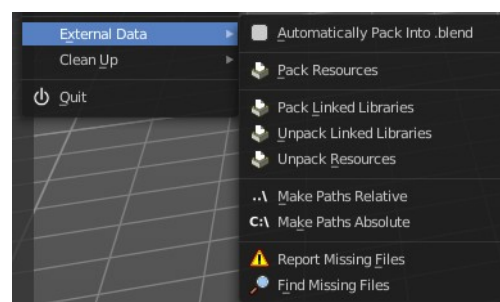 External Data
Clean Up
Quit
Automatically Pack Into .blend
Pack Resources
Pack Linked Libraries
Unpack Linked Libraries
Unpack Resources
..\ Make Paths Relative
C:\ Make Paths Absolute
Report Missing Files
Find Missing Files